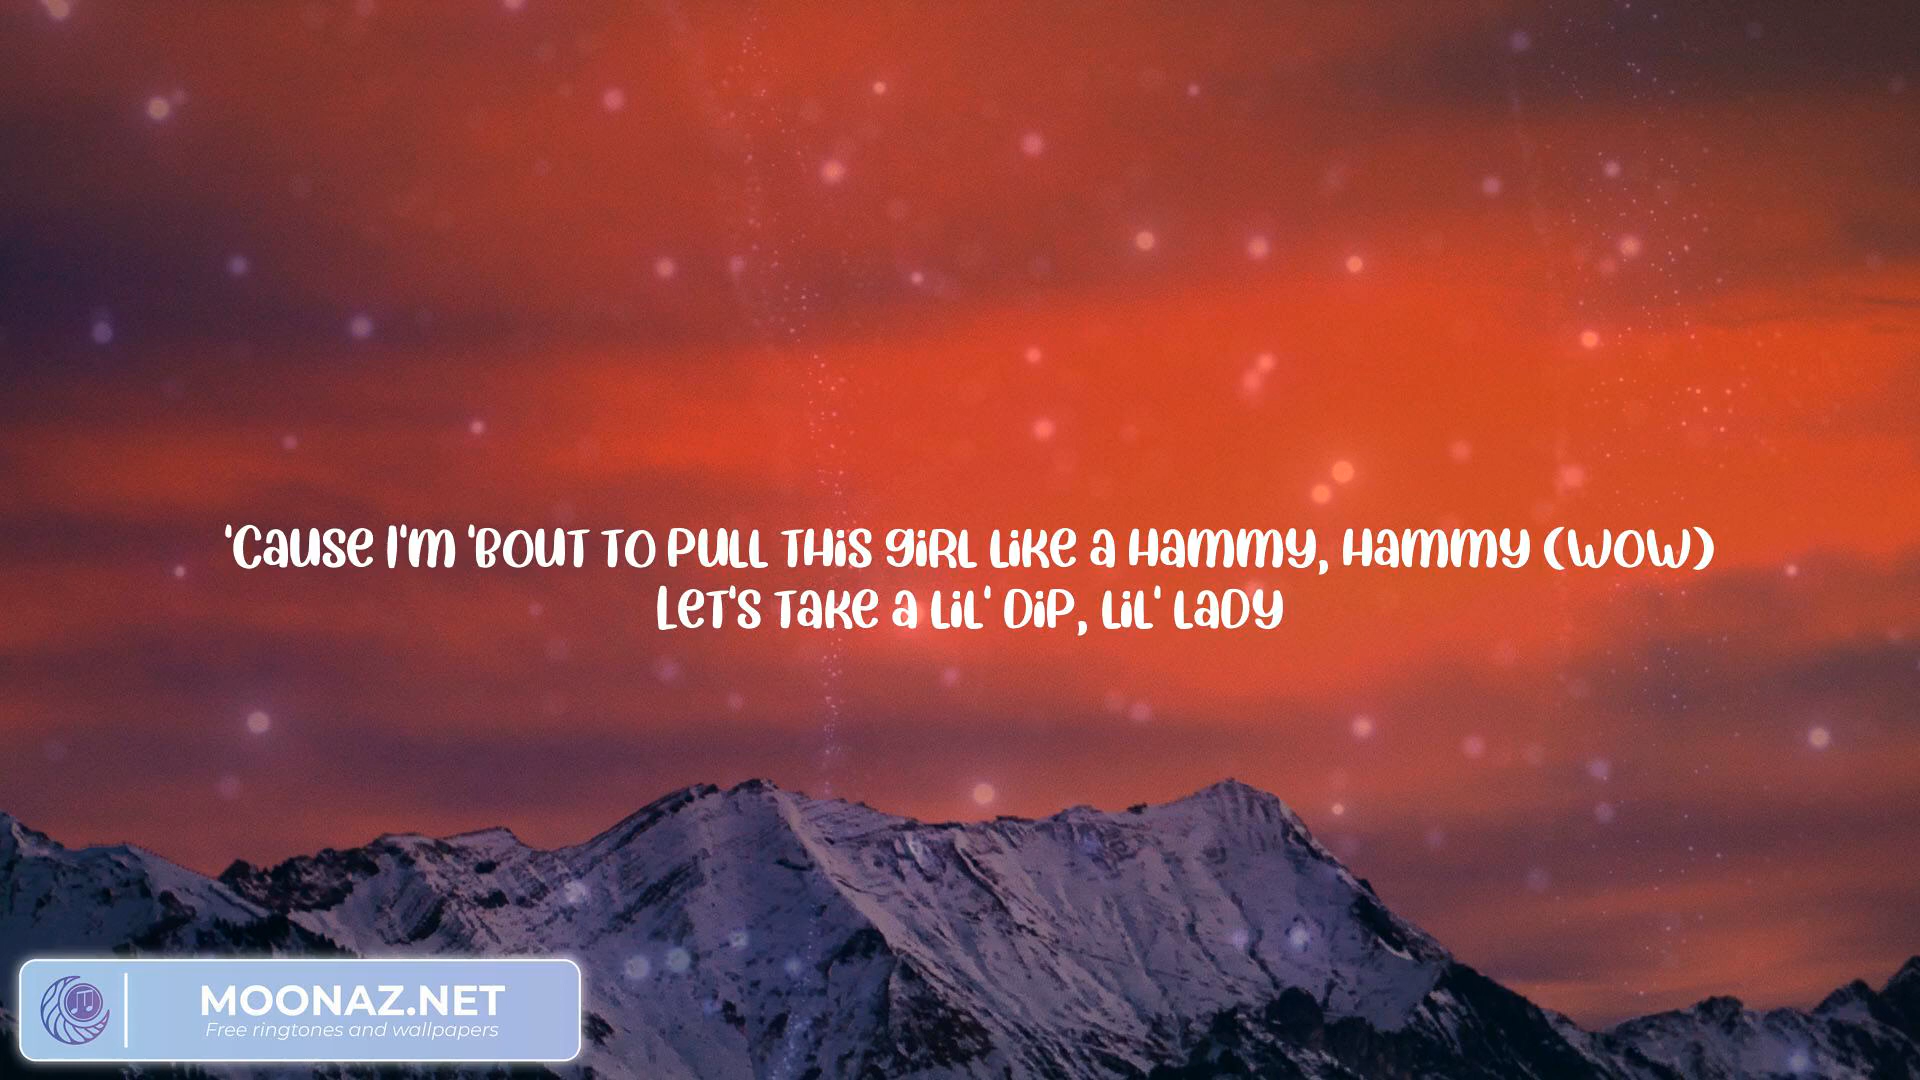 'Cause I'm 'bout to pull this girl like a hammy, hammy (wow)
Let's take a lil' dip, lil' lady
MOONAZ.NET
Free ringtones and wallpapers